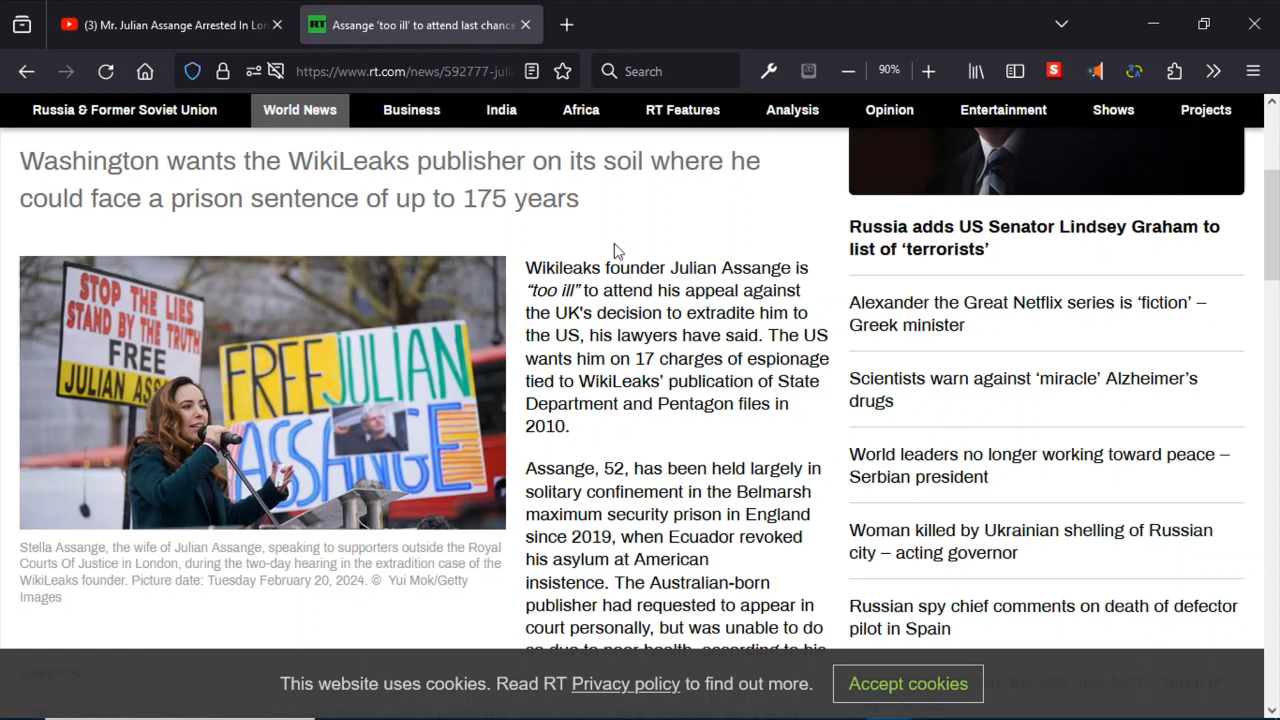 (3) Mr. Julian Assange Arrested In Lon
RT Assange ‘too ill’ to attend last chance
https://www.rt.com/news/592777-juli
Search
90%
Russia & Former Soviet Union
World News
Business
India
Africa
RT Features
Analysis
Opinion
Entertainment
Shows
Projects
Washington wants the WikiLeaks publisher on its soil where he
could face a prison sentence of up to 175 years
STOP THE LIES
STAND BY THE TRUTH
FREE
JULIAN ASS
FREE JULIAN
ASSANGE
Stella Assange, the wife of Julian Assange, speaking to supporters outside the Royal
Courts Of Justice in London, during the two-day hearing in the extradition case of the
WikiLeaks founder. Picture date: Tuesday February 20, 2024. © Yui Mok/Getty
Images
Wikileaks founder Julian Assange is
“too ill” to attend his appeal against
the UK's decision to extradite him to
the US, his lawyers have said. The US
wants him on 17 charges of espionage
tied to WikiLeaks’ publication of State
Department and Pentagon files in
2010.
Assange, 52, has been held largely in
solitary confinement in the Belmarsh
maximum security prison in England
since 2019, when Ecuador revoked
his asylum at American
insistence. The Australian-born
publisher had requested to appear in
court personally, but was unable to do
so due to poor health, according to his
Russia adds US Senator Lindsey Graham to
list of ‘terrorists’
Alexander the Great Netflix series is ‘fiction’ –
Greek minister
Scientists warn against ‘miracle’ Alzheimer’s
drugs
World leaders no longer working toward peace –
Serbian president
Woman killed by Ukrainian shelling of Russian
city – acting governor
Russian spy chief comments on death of defector
pilot in Spain
This website uses cookies. Read RT Privacy policy to find out more.
Accept cookies